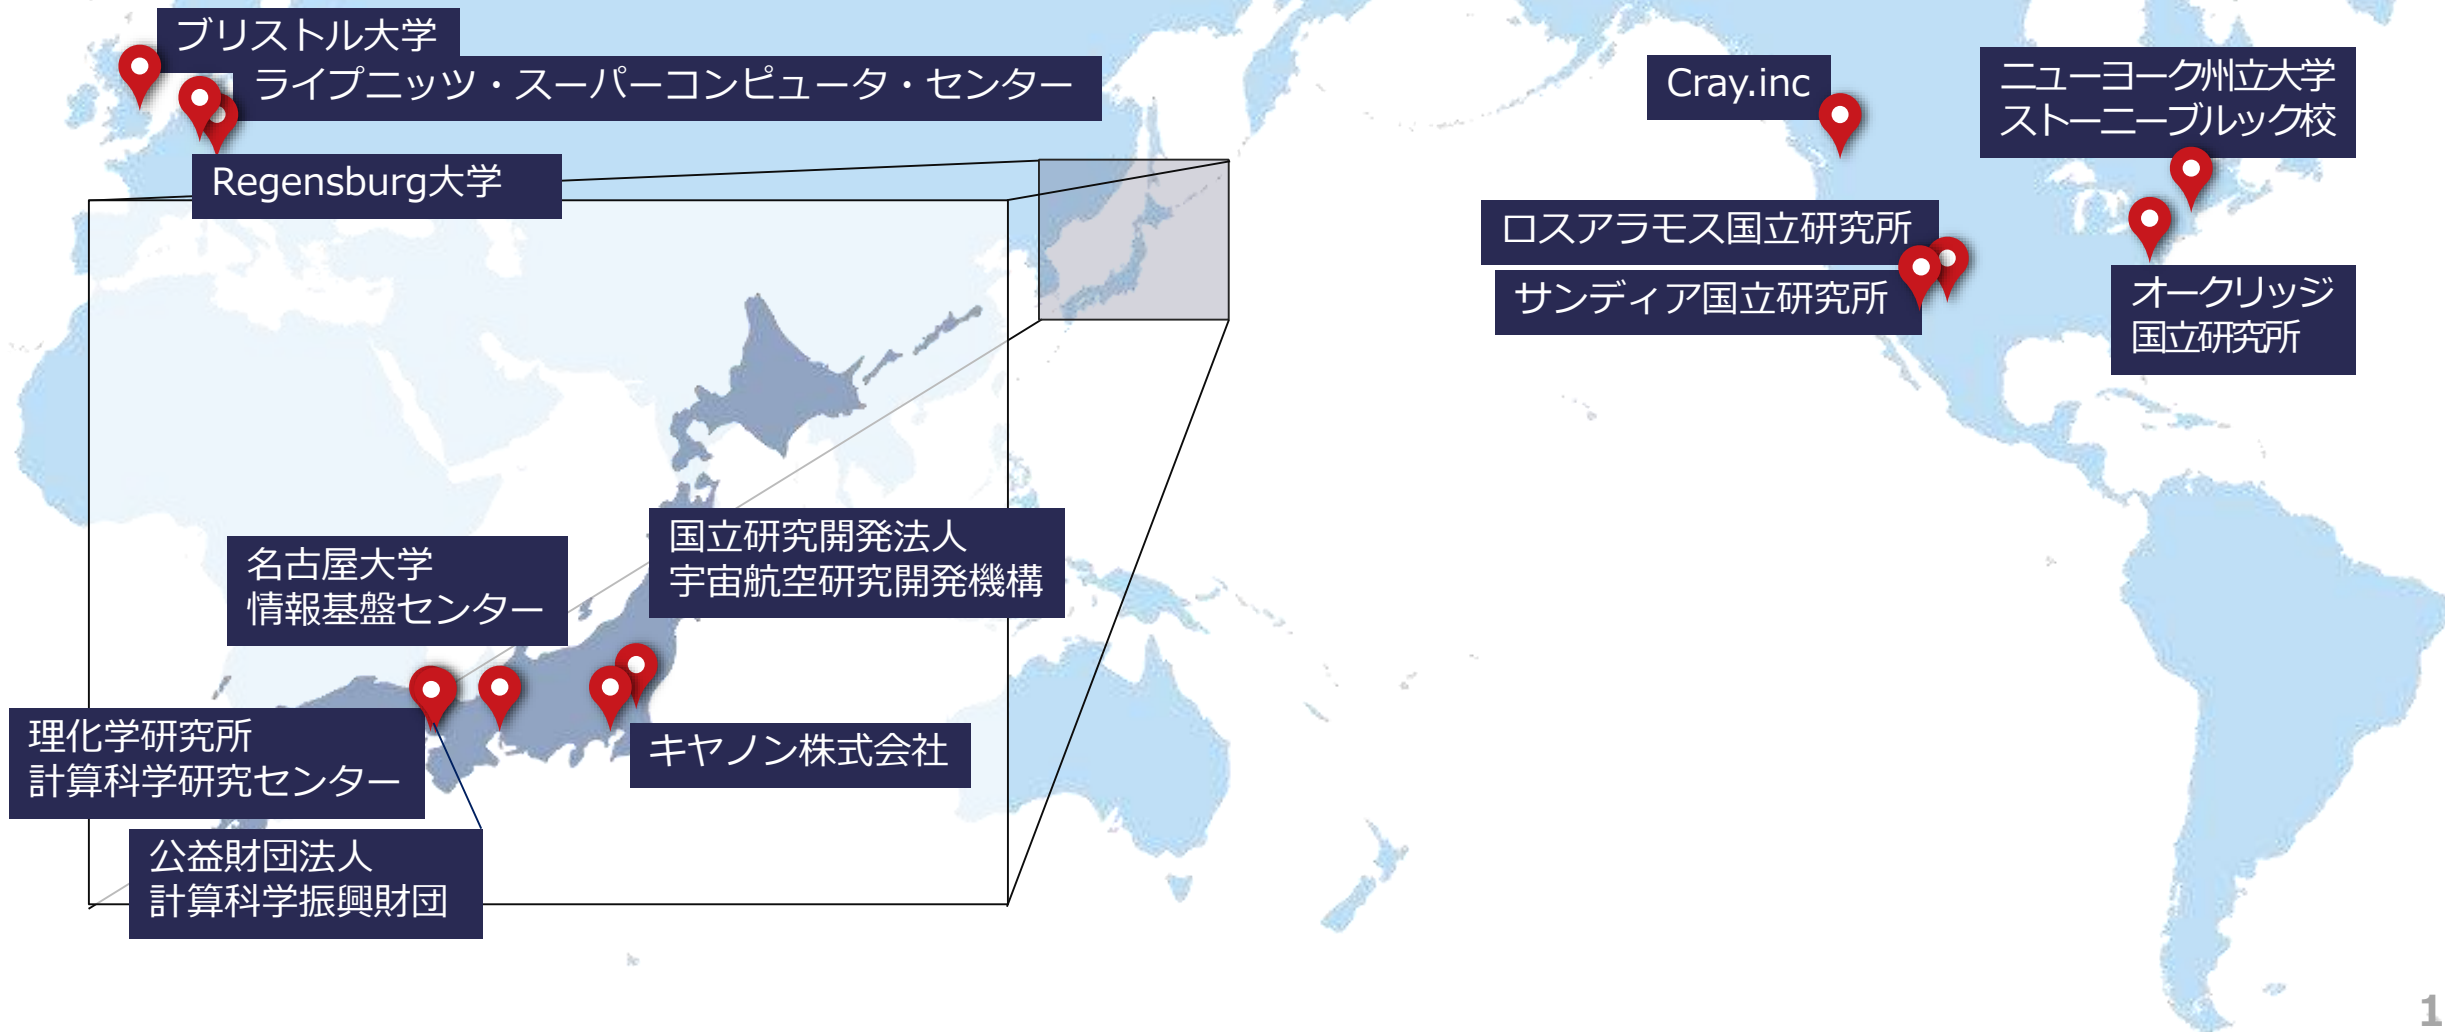 ブリストル大学
ライプニッツ・スーパーコンピュータ・センター
Regensburg大学
Cray.inc
ニューヨーク州立大学
ストーニーブルック校
ロスアラモス国立研究所
サンディア国立研究所
オークリッジ
国立研究所
国立研究開発法人
宇宙航空研究開発機構
名古屋大学
情報基盤センター
キヤノン株式会社
理化学研究所
計算科学研究センター
公益財団法人
計算科学振興財団
1